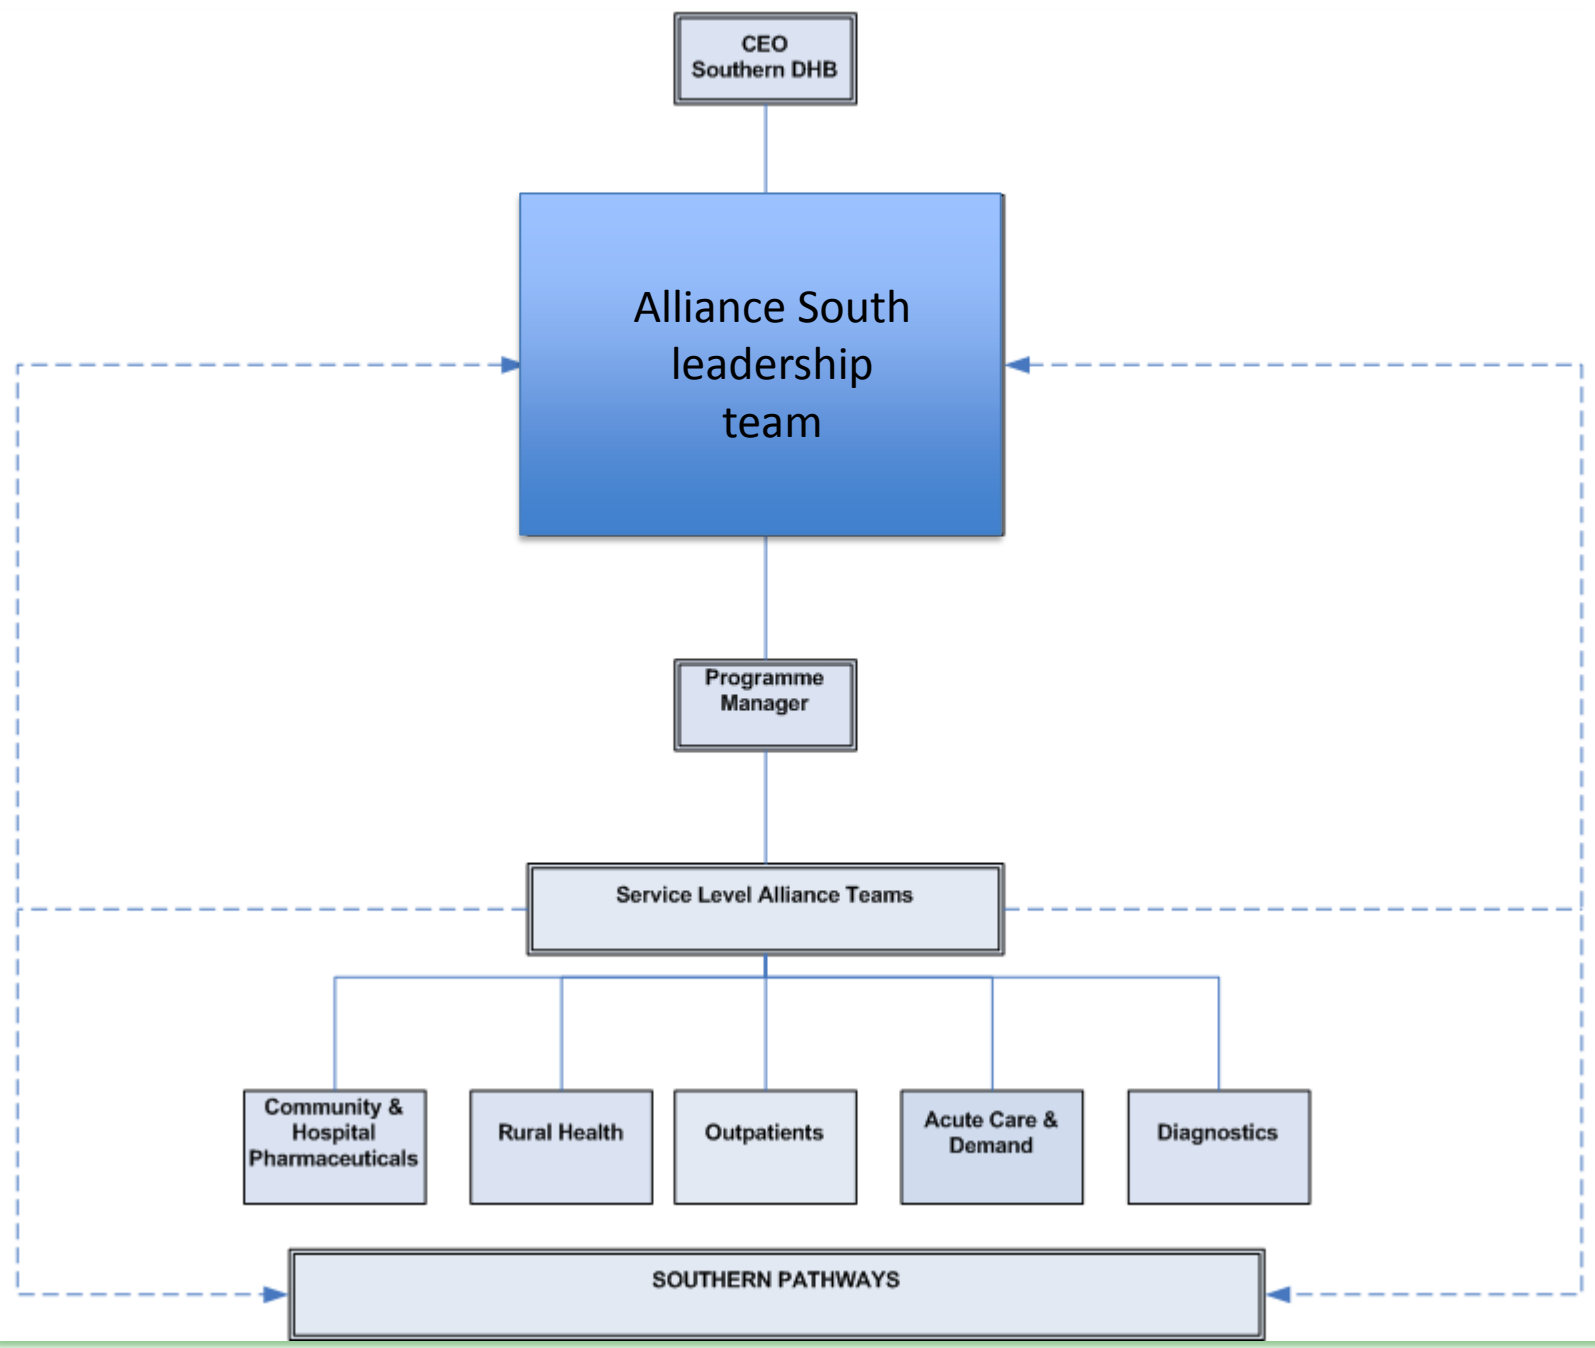 CEO
Southern DHB
Alliance South
leadership
team
Programme
Manager
Service Level Alliance Teams
Community &
Hospital
Pharmaceuticals
Rural Health
Outpatients
Acute Care &
Demand
Diagnostics
SOUTHERN PATHWAYS